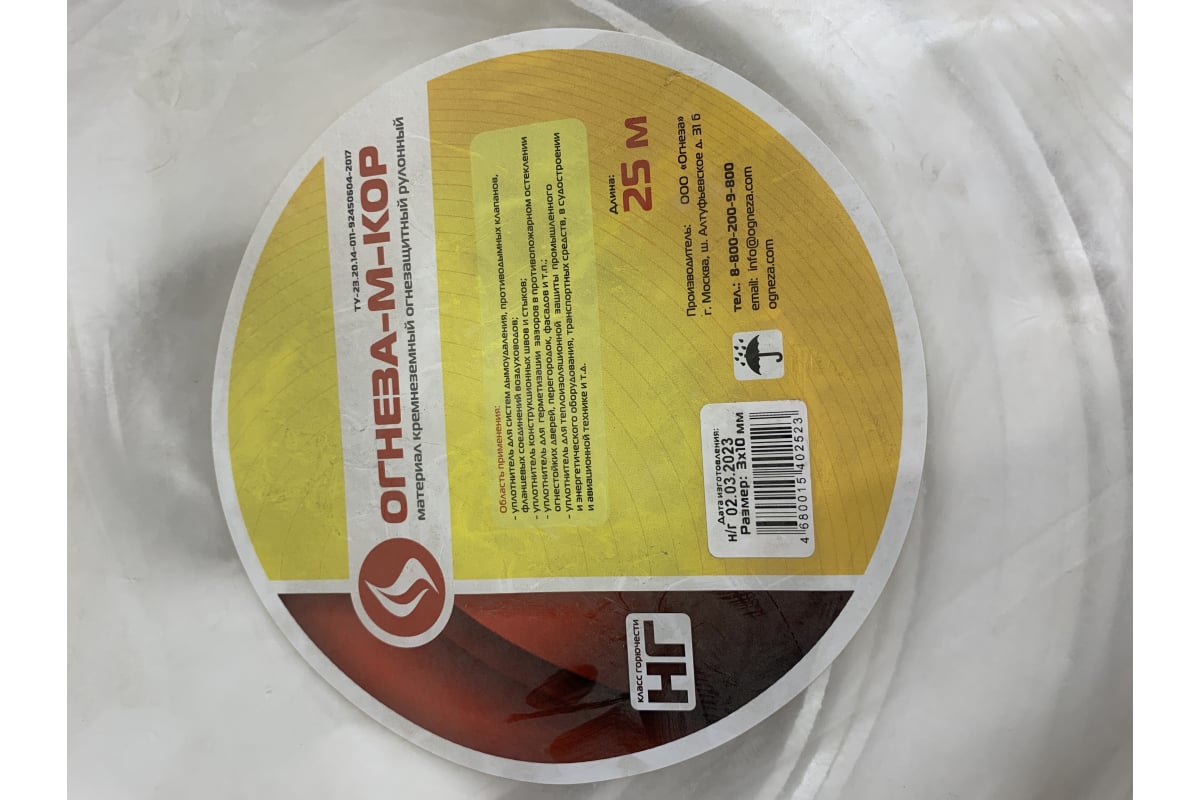 ТУ-23.20.14-011-92450604-2017
ОГНЕЗА-М-КОР
материал кремнеземный огнезащитный рулонный
Область применения:
- уплотнитель для систем дымоудаления, противодымных клапанов,
фланцевых соединений воздуховодов;
- уплотнитель конструкционных швов и стыков;
- уплотнитель для герметизации зазоров в противопожарном остеклении
огнестойких дверей, перегородок, фасадов и т.п.;
- уплотнитель для теплоизоляционной защиты промышленного
и энергетического оборудования, транспортных средств, в судостроении
и авиационной технике и т.д.
Длина:
25 М
Производитель: ООО «Огнеза»
г. Москва, ш. Алтуфьевское д. 31 б
тел.: 8-800-200-9-800
email: info@ogneza.com
ogneza.com
Дата изготовления:
н/г 02.03.2023
Размер: 3х10 мм
4 680015 402523
класс горючести
НГ